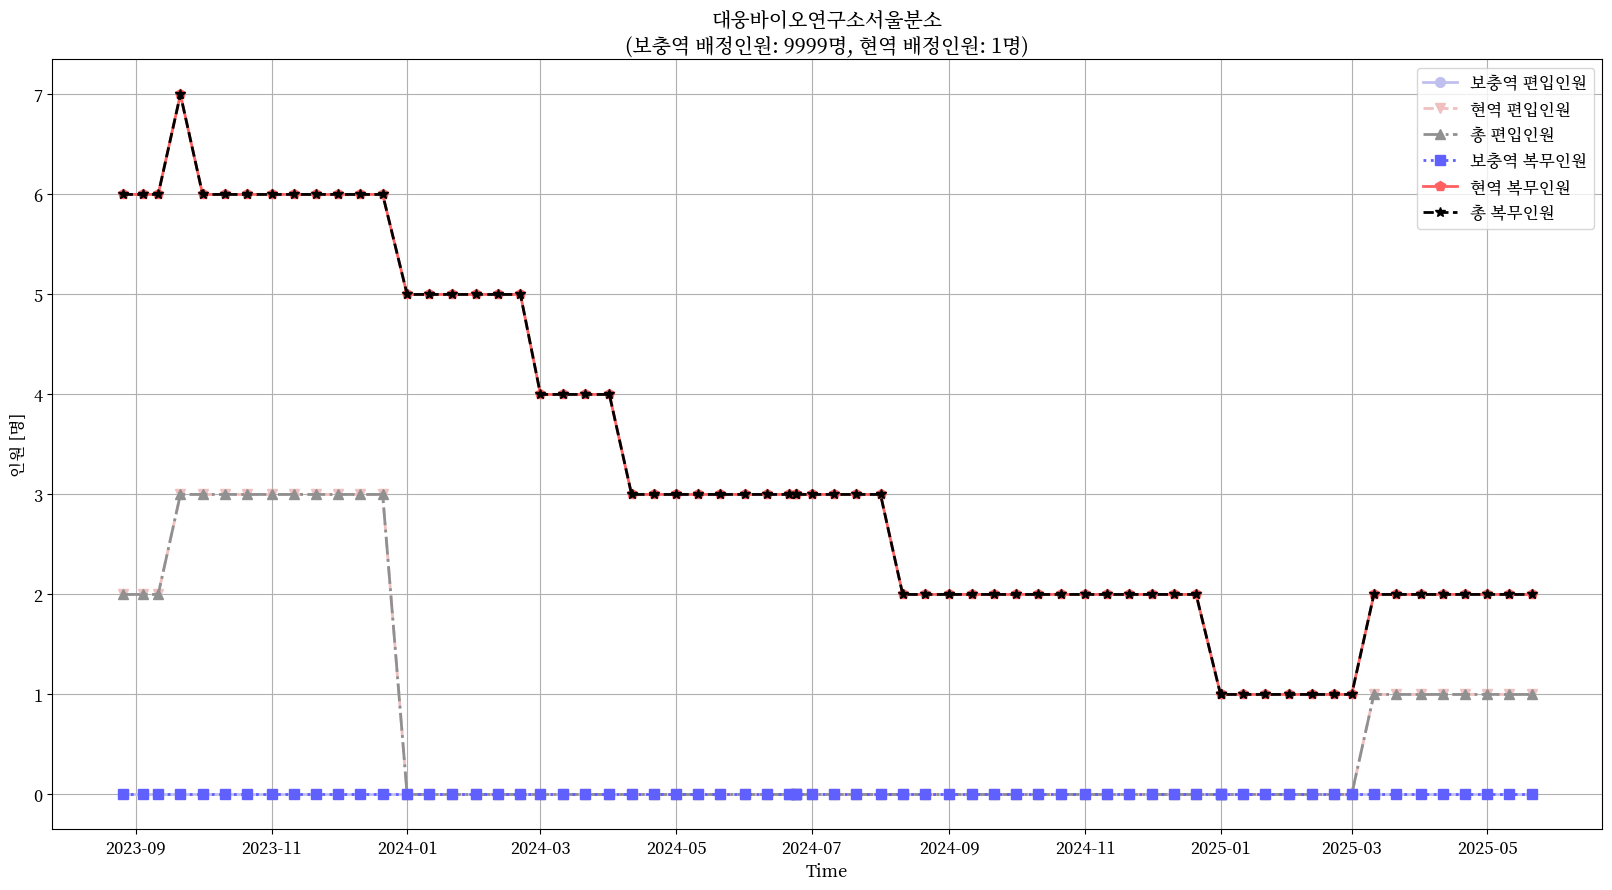 대웅바이오연구소서울분소
(보충역 배정인원: 9999명, 현역 배정인원: 1명)
보충역 편입인원
현역 편입인원
총 편입인원
보충역 복무인원
현역 복무인원
총 복무인원
인원 [명]
7
6
5
4
3
2
1
0
2023-09
2023-11
2024-01
2024-03
2024-05
2024-07
2024-09
2024-11
2025-01
2025-03
2025-05
Time